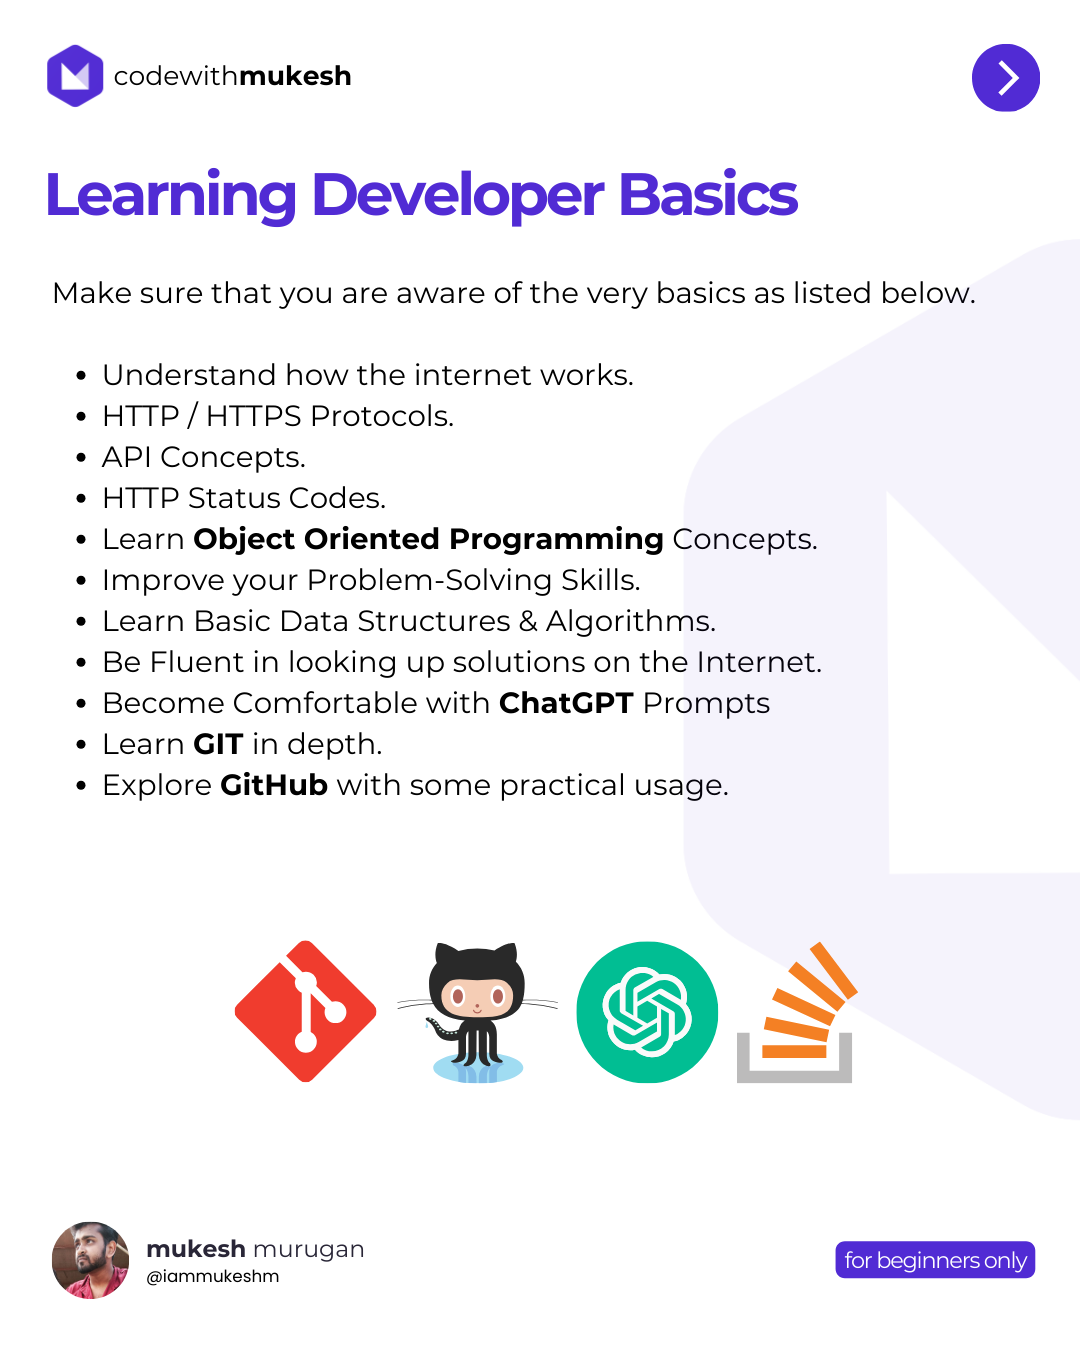 codewithmukesh
Learning Developer Basics
Make sure that you are aware of the very basics as listed below.
• Understand how the internet works.
• HTTP / HTTPS Protocols.
• API Concepts.
• HTTP Status Codes.
• Learn Object Oriented Programming Concepts.
• Improve your Problem-Solving Skills.
• Learn Basic Data Structures & Algorithms.
• Be Fluent in looking up solutions on the Internet.
• Become Comfortable with ChatGPT Prompts
• Learn GIT in depth.
• Explore GitHub with some practical usage.
mukesh murugan
@iammukeshm
for beginners only